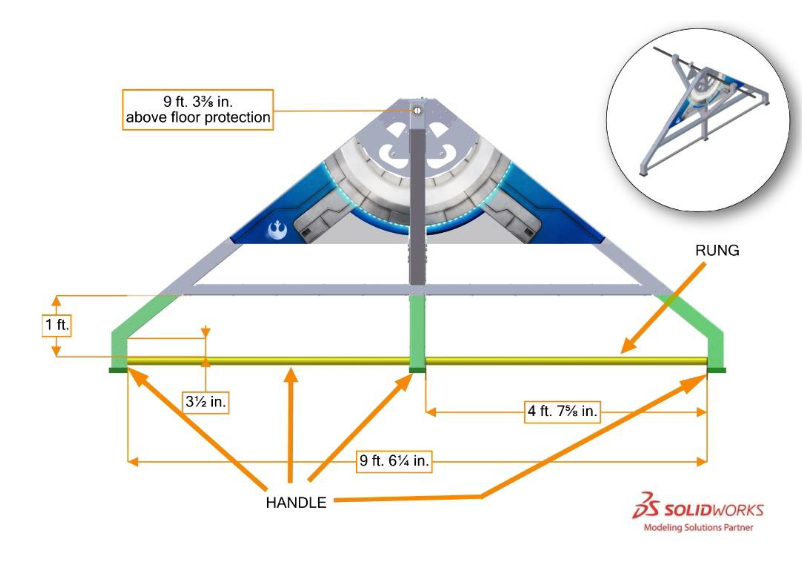 9 ft. 3⅜ in.
above floor protection
RUNG
1 ft.
3½ in.
4 ft. 7⅝ in.
9 ft. 6¼ in.
HANDLE
SOLIDWORKS
Modeling Solutions Partner